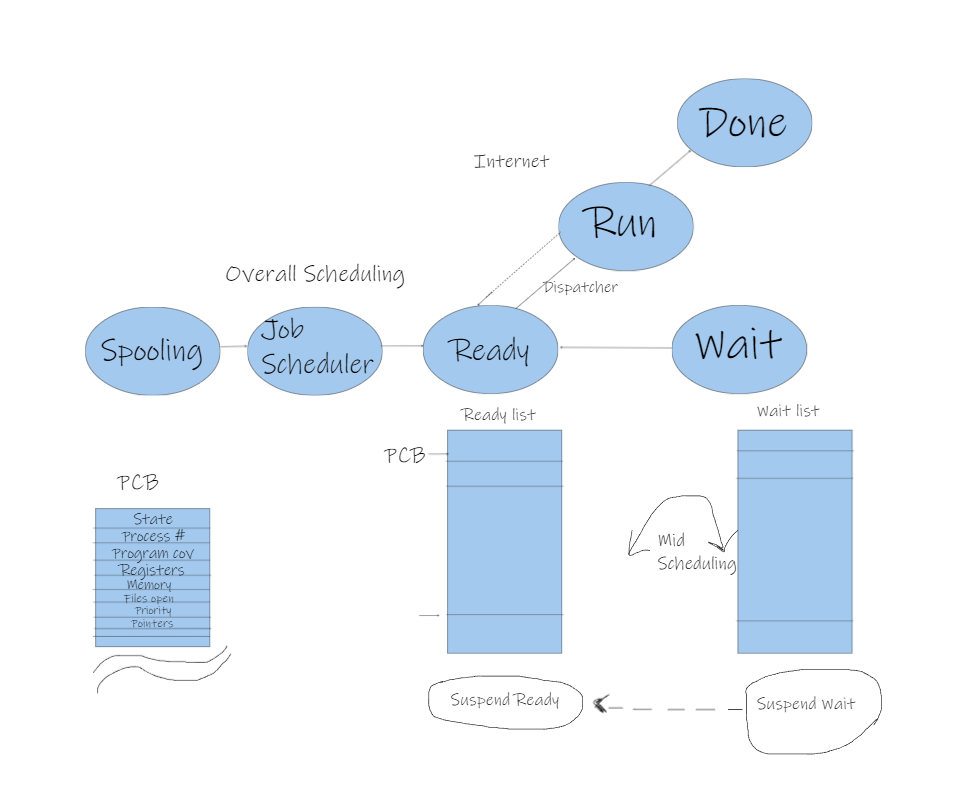 Done
Internet
Run
Overall Scheduling
Dispatcher
Spooling
Job
Scheduler
Ready
Wait
Ready list
Wait list
PCB
PCB
State
Process #
Program cov
Registers
Memory
Files open
Priority
Pointers
Mid
Scheduling
Suspend Ready
Suspend Wait